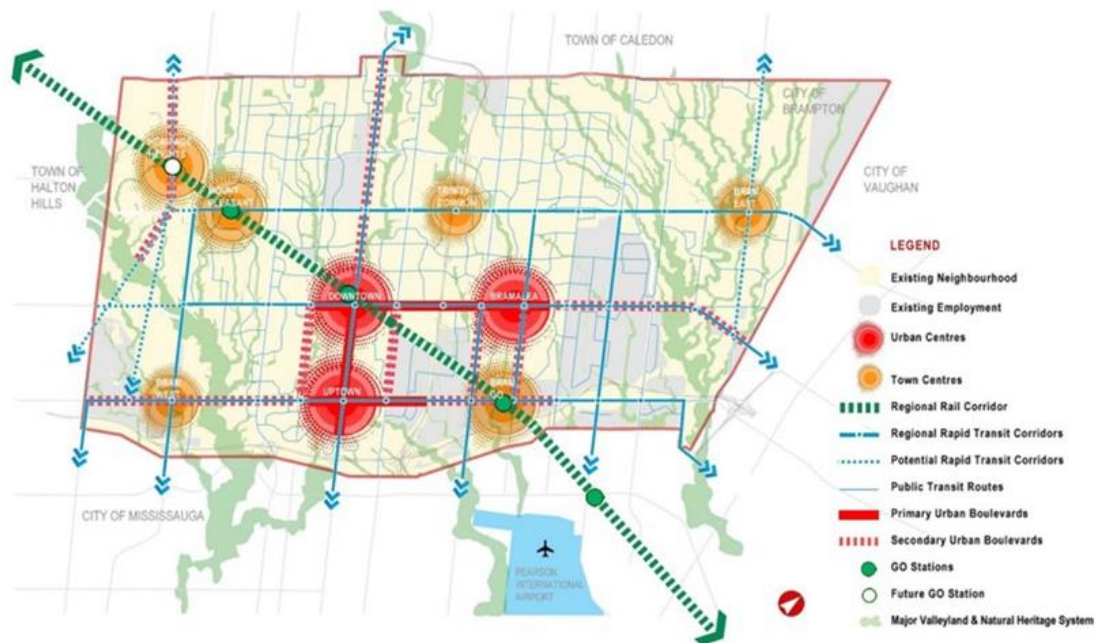 TOWN OF CALEDON
CITY OF
BRAMPTON
TOWN OF
HALTON
HILLS
CITY OF
VAUGHAN
MOUNT
PLEASANT
TRINITY
COMMON
BRAM
EAST
DOWNTOWN
BRAMALEA
BRAM
WEST
UPTOWN
BRAM
GO
CITY OF MISSISSAUGA
PEARSON
INTERNATIONAL
AIRPORT
LEGEND
Existing Neighbourhood
Existing Employment
Urban Centres
Town Centres
Regional Rail Corridor
Regional Rapid Transit Corridors
Potential Rapid Transit Corridors
Public Transit Routes
Primary Urban Boulevards
Secondary Urban Boulevards
GO Stations
Future GO Station
Major Valleyland & Natural Heritage System